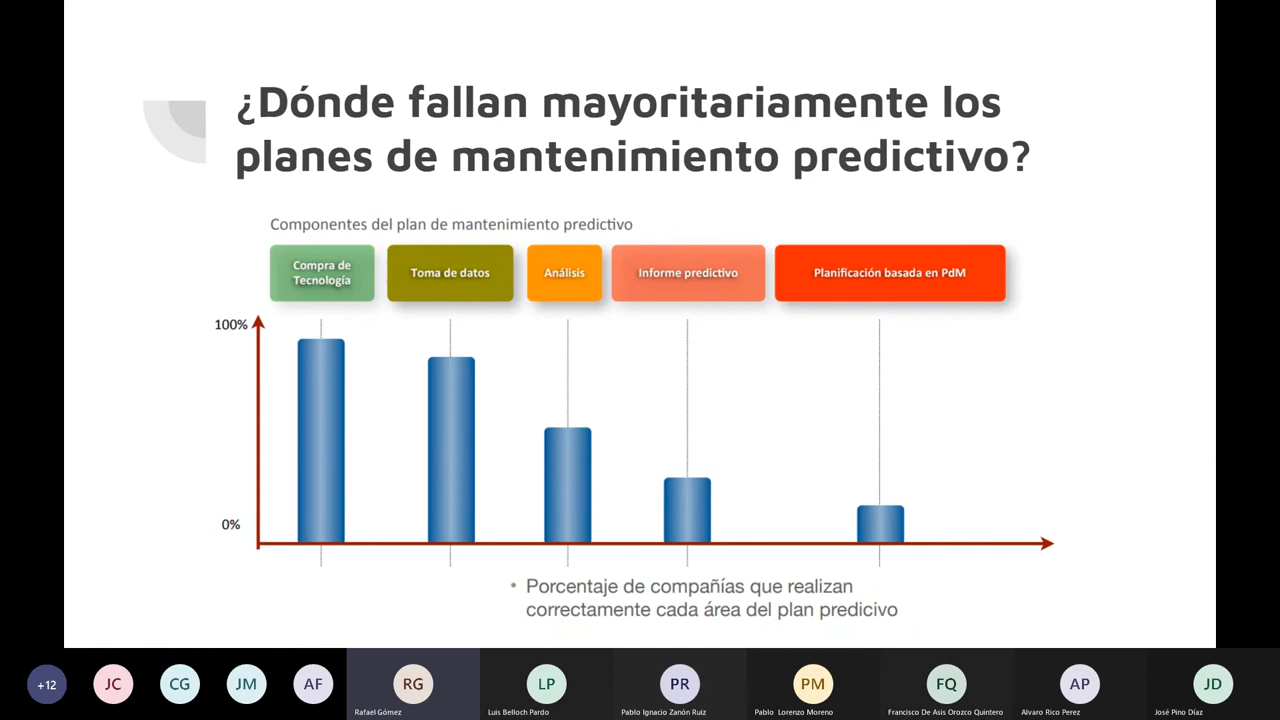 ¿Dónde fallan mayoritariamente los
planes de mantenimiento predictivo?
Componentes del plan de mantenimiento predictivo
Compra de
Tecnología
Toma de datos
Análisis
Informe predictivo
Planificación basada en PdM
100%
0%
• Porcentaje de compañías que realizan
correctamente cada área del plan predicivo
+12
JC
CG
JM
AF
RG
LP
PR
PM
FQ
AP
JD
Rafael Gómez
Luis Belloch Pardo
Pablo Ignacio Zanón Ruiz
Pablo Lorenzo Moreno
Francisco De Asis Orozco Quintero
Alvaro Rico Perez
José Pino Díaz